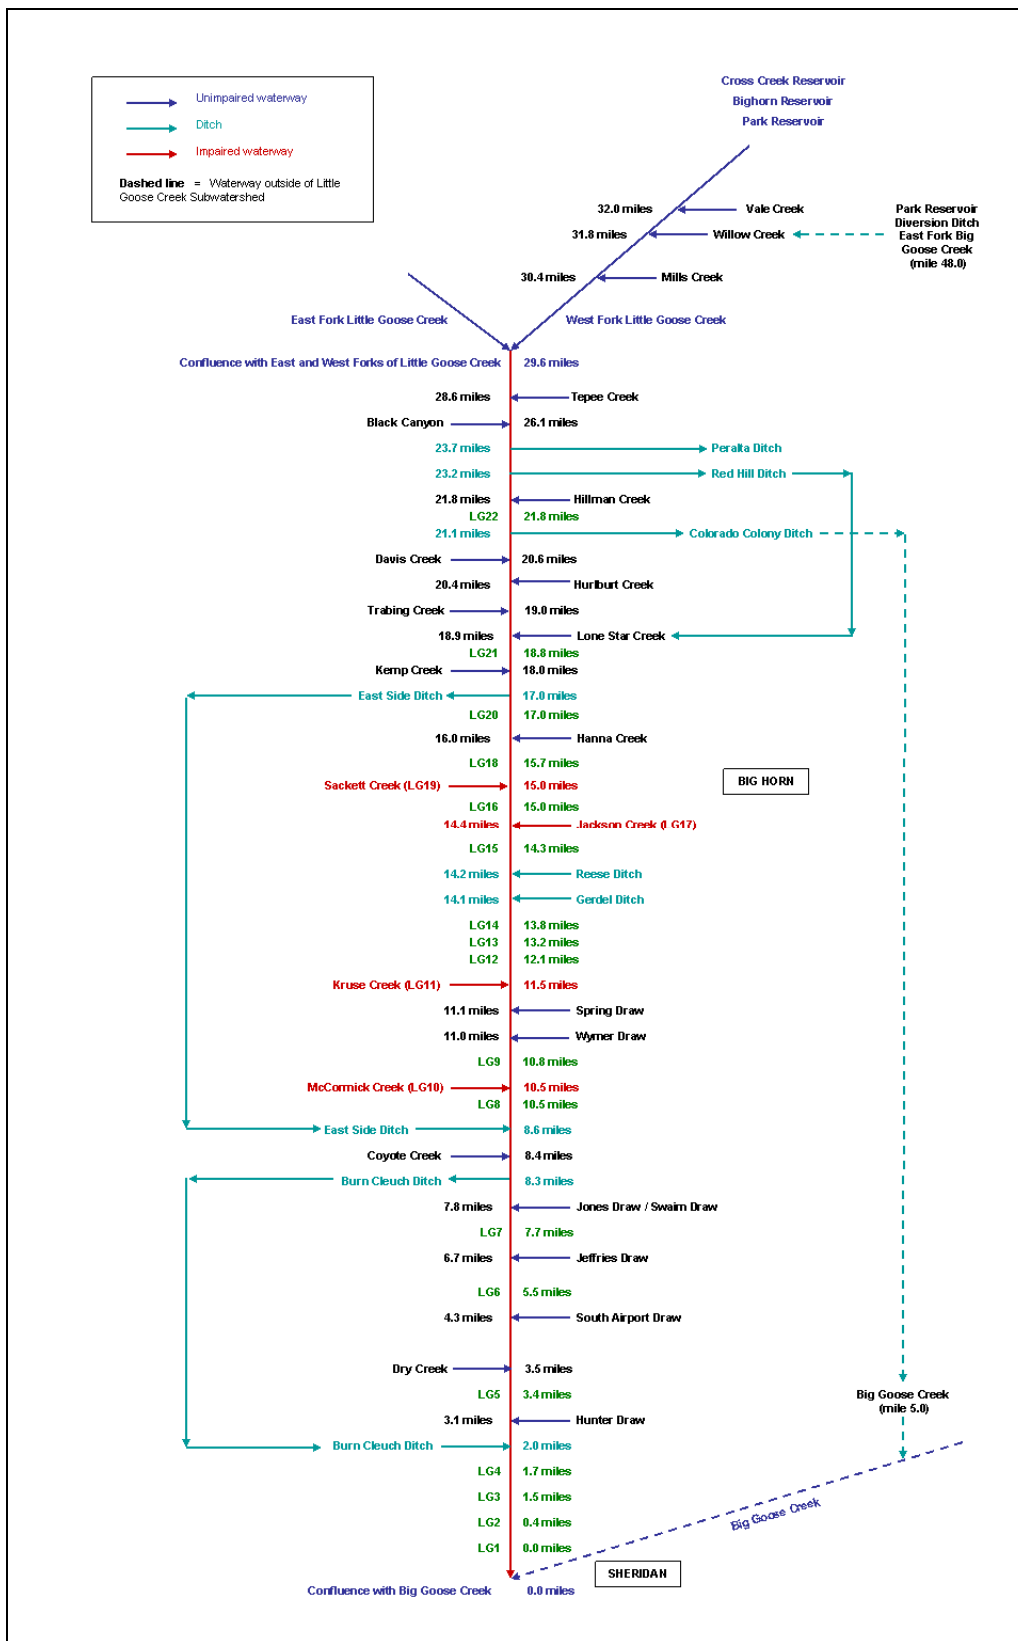 Cross Creek Reservoir
Bighorn Reservoir
Park Reservoir
Unimpaired waterway
Ditch
Impaired waterway
Dashed line = Waterway outside of Little
Goose Creek Subwatershed
32.0 miles Vale Creek
31.8 miles Willow Creek
Park Reservoir
Diversion Ditch
East Fork Big
Goose Creek
(mile 48.0)
30.4 miles Mills Creek
East Fork Little Goose Creek West Fork Little Goose Creek
Confluence with East and West Forks of Little Goose Creek 29.6 miles
28.6 miles Tepee Creek
Black Canyon 26.1 miles
23.7 miles Peralta Ditch
23.2 miles Red Hill Ditch
21.8 miles Hillman Creek
LG22 21.8 miles
21.1 miles Colorado Colony Ditch
Davis Creek 20.6 miles
20.4 miles Hurlburt Creek
Trabing Creek 19.0 miles
18.9 miles Lone Star Creek
LG21 18.8 miles
Kemp Creek 18.0 miles
East Side Ditch 17.0 miles
LG20 17.0 miles
16.0 miles Hanna Creek
LG18 15.7 miles
BIG HORN
Sackett Creek (LG19) 15.0 miles
LG16 15.0 miles
14.4 miles Jackson Creek (LG17)
LG15 14.3 miles
14.2 miles Reese Ditch
14.1 miles Gerdel Ditch
LG14 13.8 miles
LG13 13.2 miles
LG12 12.1 miles
Kruse Creek (LG11) 11.5 miles
11.1 miles Spring Draw
11.0 miles Wymer Draw
LG9 10.8 miles
McCormick Creek (LG10) 10.5 miles
LG8 10.5 miles
East Side Ditch 8.6 miles
Coyote Creek 8.4 miles
Burn Cleuch Ditch 8.3 miles
7.8 miles Jones Draw / Swaim Draw
LG7 7.7 miles
6.7 miles Jeffries Draw
LG6 5.5 miles
4.3 miles South Airport Draw
Dry Creek 3.5 miles
LG5 3.4 miles
Big Goose Creek
(mile 5.0)
3.1 miles Hunter Draw
Burn Cleuch Ditch 2.0 miles
LG4 1.7 miles
LG3 1.5 miles
Big Goose Creek
LG2 0.4 miles
LG1 0.0 miles
SHERIDAN
Confluence with Big Goose Creek 0.0 miles